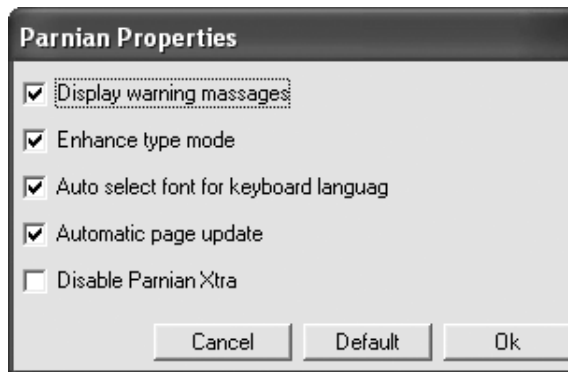 Parnian Properties
Display warning massages
Enhance type mode
Auto select font for keyboard languag
Automatic page update
Disable Parnian Xtra
Cancel Default Ok